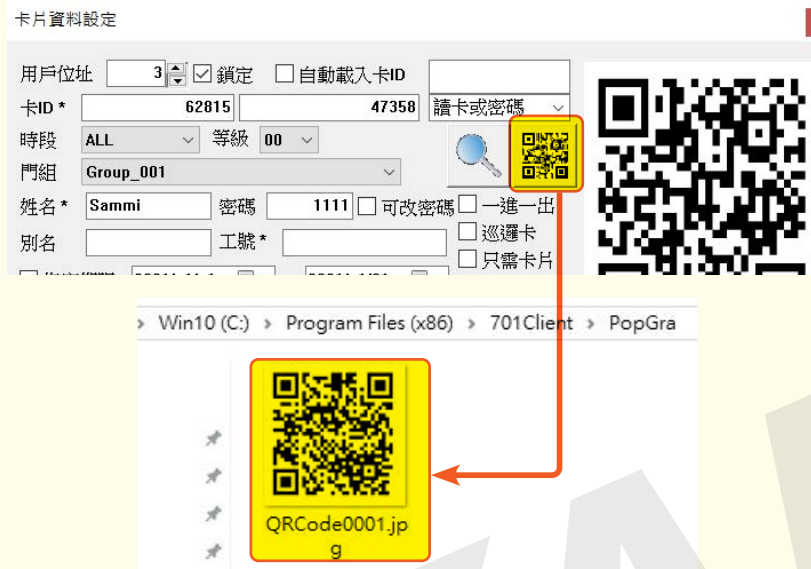 卡片資料設定
用戶位址 3 鎖定 自動載入卡ID
卡ID * 62815 47358 讀卡或密碼
時段 ALL 等級 00
門組 Group_001
姓名 * Sammi 密碼 1111 可改密碼 一進一出
別名 工號 * 巡邏卡
只需卡片
Win10 (C:) > Program Files (x86) > 701Client > PopGra
QRCode0001.jp
g